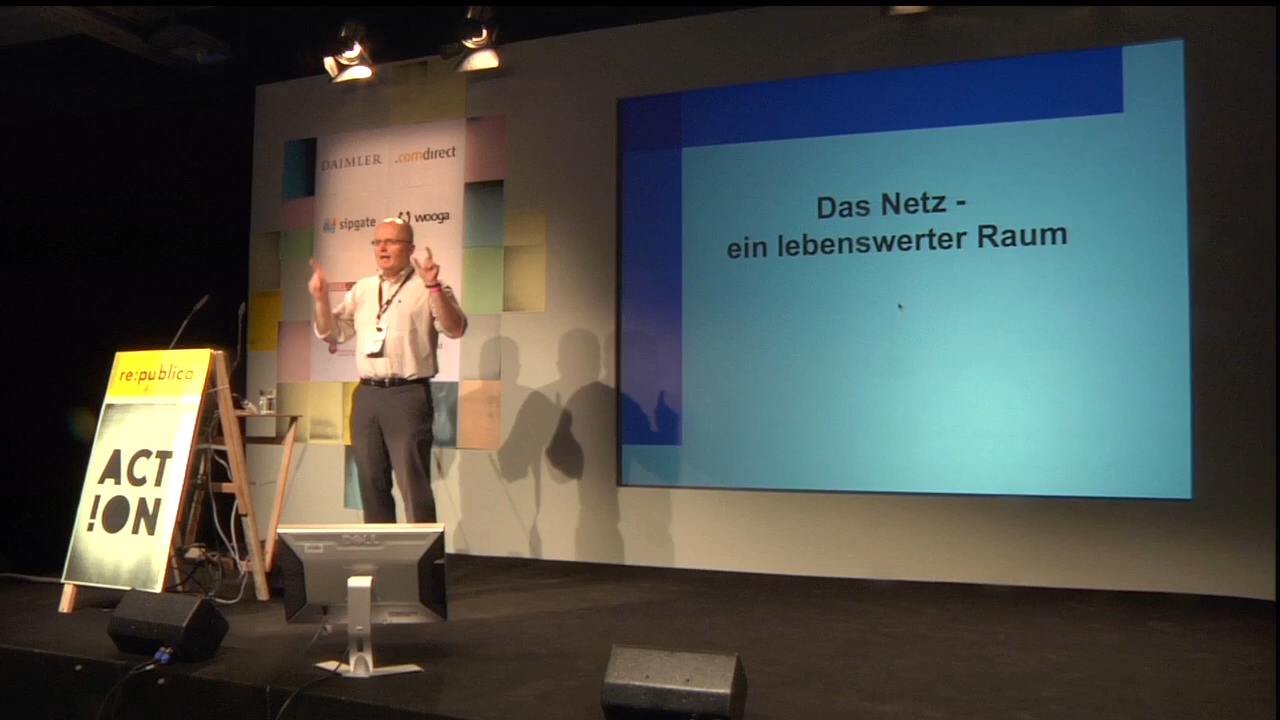 DAIMLER
.comdirect
sipgate
wooga
Das Netz -
ein lebenswerter Raum
re:publica
ACT
!ON
DELL